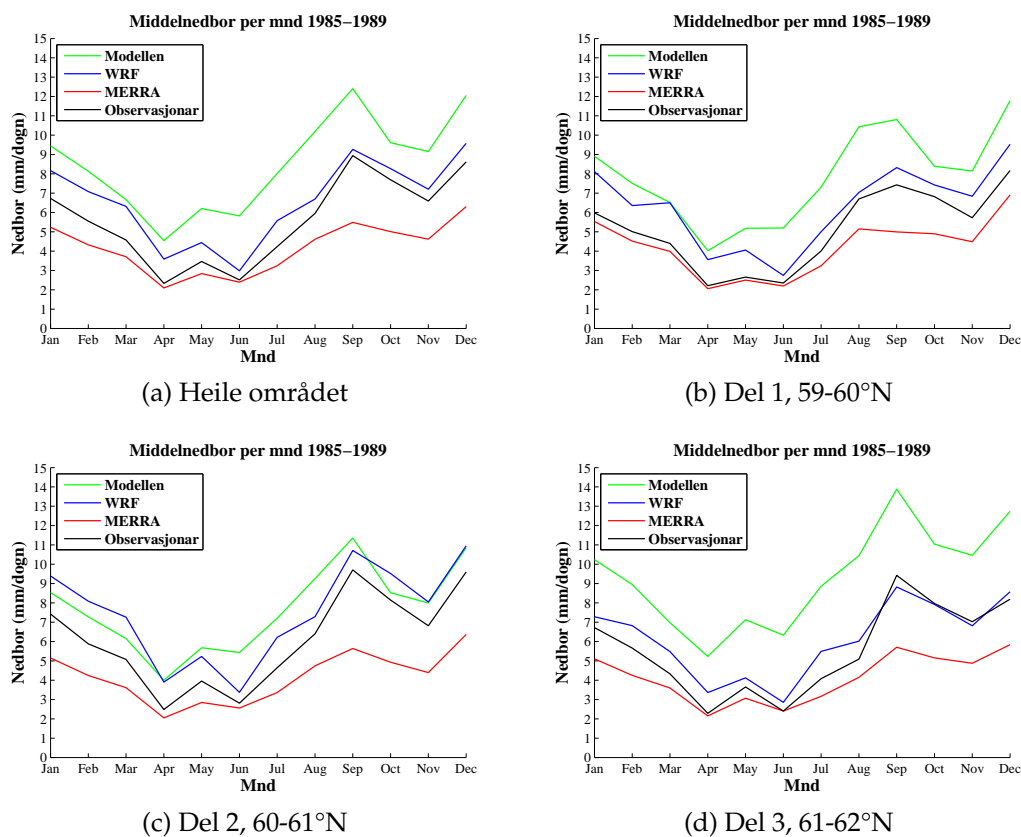 Middelnedbor per mnd 1985−1989
Nedbor (mm/dogn)
15
14
13
12
11
10
9
8
7
6
5
4
3
2
1
0
Modellen
WRF
MERRA
Observasjonar
Jan Feb Mar Apr May Jun Jul Aug Sep Oct Nov Dec
Mnd
(a) Heile området
Middelnedbor per mnd 1985−1989
Nedbor (mm/dogn)
15
14
13
12
11
10
9
8
7
6
5
4
3
2
1
0
Modellen
WRF
MERRA
Observasjonar
Jan Feb Mar Apr May Jun Jul Aug Sep Oct Nov Dec
Mnd
(b) Del 1, 59-60°N
Middelnedbor per mnd 1985−1989
Nedbor (mm/dogn)
15
14
13
12
11
10
9
8
7
6
5
4
3
2
1
0
Modellen
WRF
MERRA
Observasjonar
Jan Feb Mar Apr May Jun Jul Aug Sep Oct Nov Dec
Mnd
(c) Del 2, 60-61°N
Middelnedbor per mnd 1985−1989
Nedbor (mm/dogn)
15
14
13
12
11
10
9
8
7
6
5
4
3
2
1
0
Modellen
WRF
MERRA
Observasjonar
Jan Feb Mar Apr May Jun Jul Aug Sep Oct Nov Dec
Mnd
(d) Del 3, 61-62°N